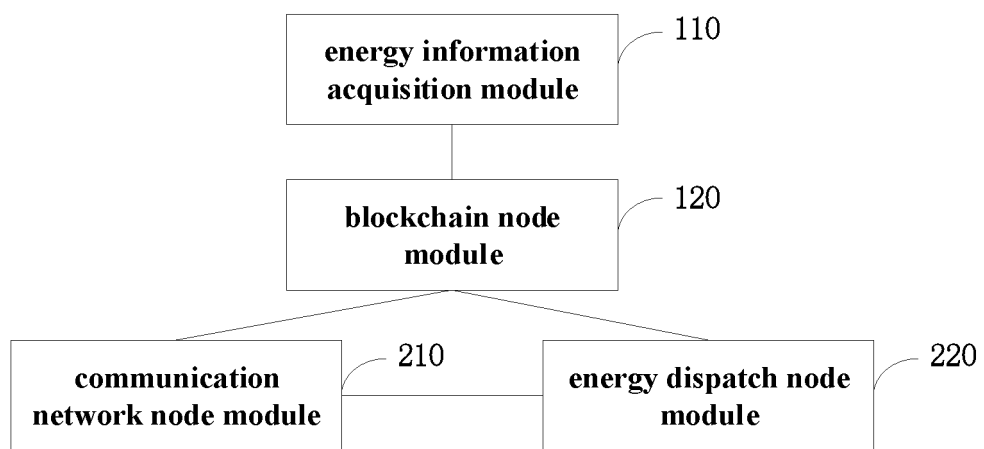 energy information
acquisition module
110
blockchain node
module
120
communication
network node module
210
energy dispatch node
module
220